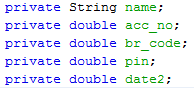 private String name;
private double acc_no;
private double br_code;
private double pin;
private double date2;